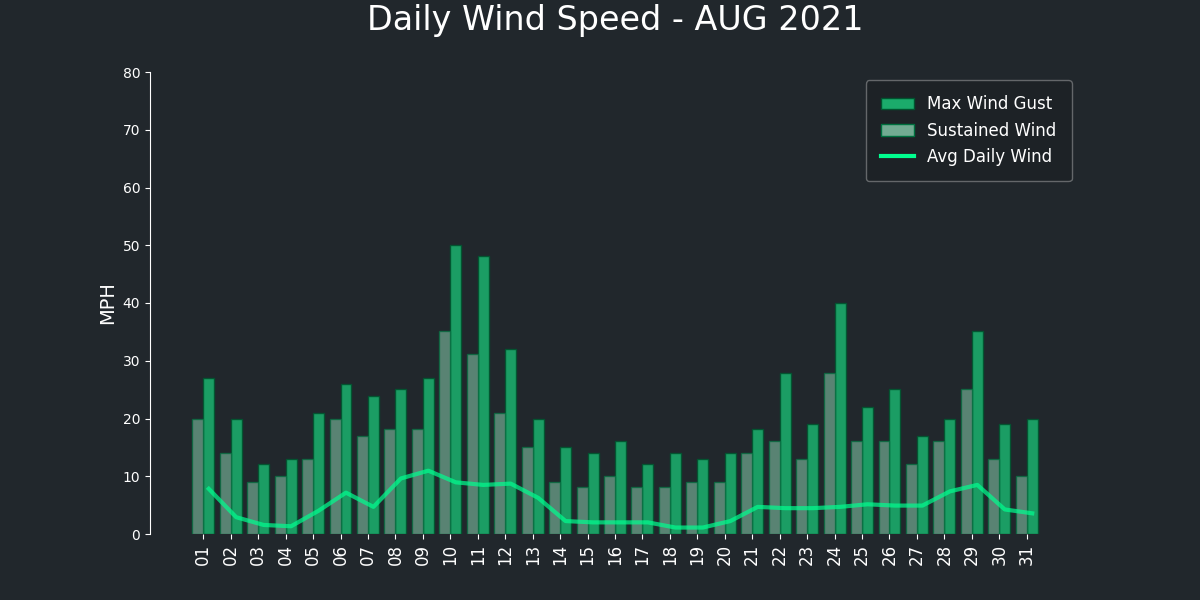 Daily Wind Speed - AUG 2021
80
70
60
50
40
30
20
10
0
MPH
Max Wind Gust
Sustained Wind
Avg Daily Wind
01 02 03 04 05 06 07 08 09 10 11 12 13 14 15 16 17 18 19 20 21 22 23 24 25 26 27 28 29 30 31